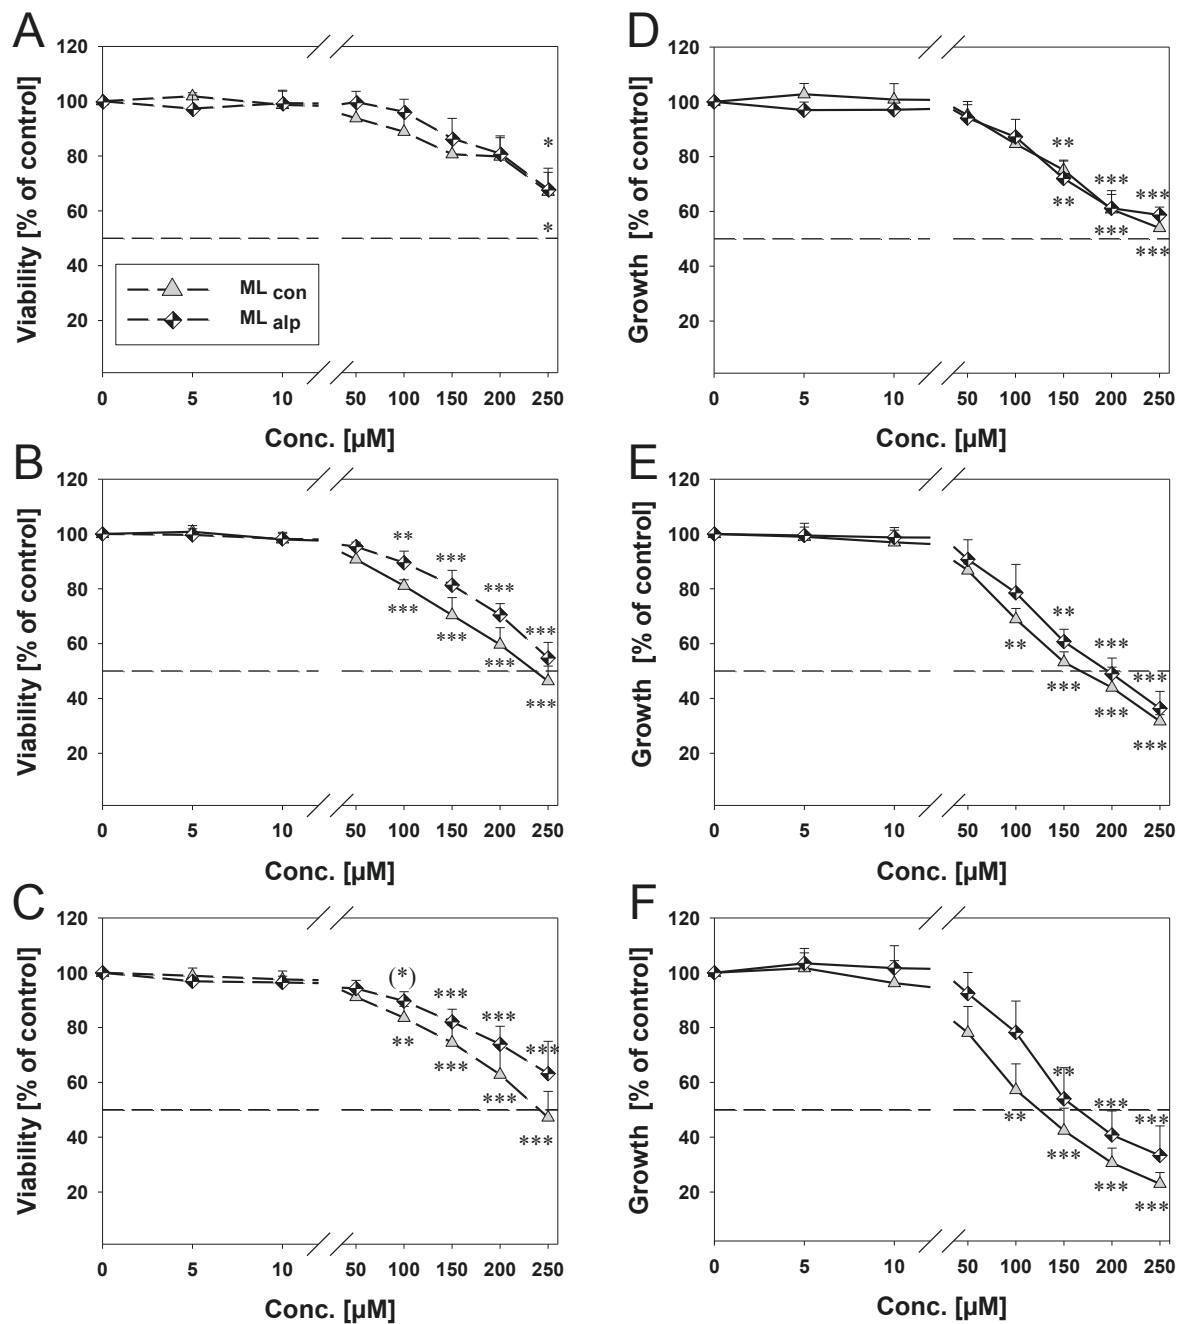 A
120
100
80
60
40
20
Viability [% of control]
*
*
ML con
ML alp
0 5 10 50 100 150 200 250
Conc. [µM]
D
120
100
80
60
40
20
Growth [% of control]
** *** ***
** *** ***
0 5 10 50 100 150 200 250
Conc. [µM]
B
120
100
80
60
40
20
Viability [% of control]
** *** *** ***
*** *** *** ***
0 5 10 50 100 150 200 250
Conc. [µM]
E
120
100
80
60
40
20
Growth [% of control]
** *** ***
** *** *** ***
0 5 10 50 100 150 200 250
Conc. [µM]
C
120
100
80
60
40
20
Viability [% of control]
(*) *** *** ***
** *** *** ***
0 5 10 50 100 150 200 250
Conc. [µM]
F
120
100
80
60
40
20
Growth [% of control]
** *** ***
** *** *** ***
0 5 10 50 100 150 200 250
Conc. [µM]